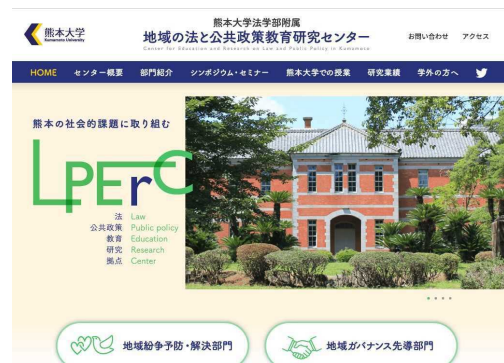 熊本大学
Kumamoto University
熊本大学法学部附属
地域の法と公共政策教育研究センター
Center for Education and Research on Law and Public Policy in Kumamoto
お問い合わせ
アクセス
HOME
センター概要
部門紹介
シンポジウム・セミナー
熊本大学での授業
研究業績
学外の方へ
熊本の社会的課題に取り組む
LPErC
法 Law
公共政策 Public policy
教育 Education
研究 Research
拠点 Center
地域紛争予防・解決部門
地域ガバナンス先導部門